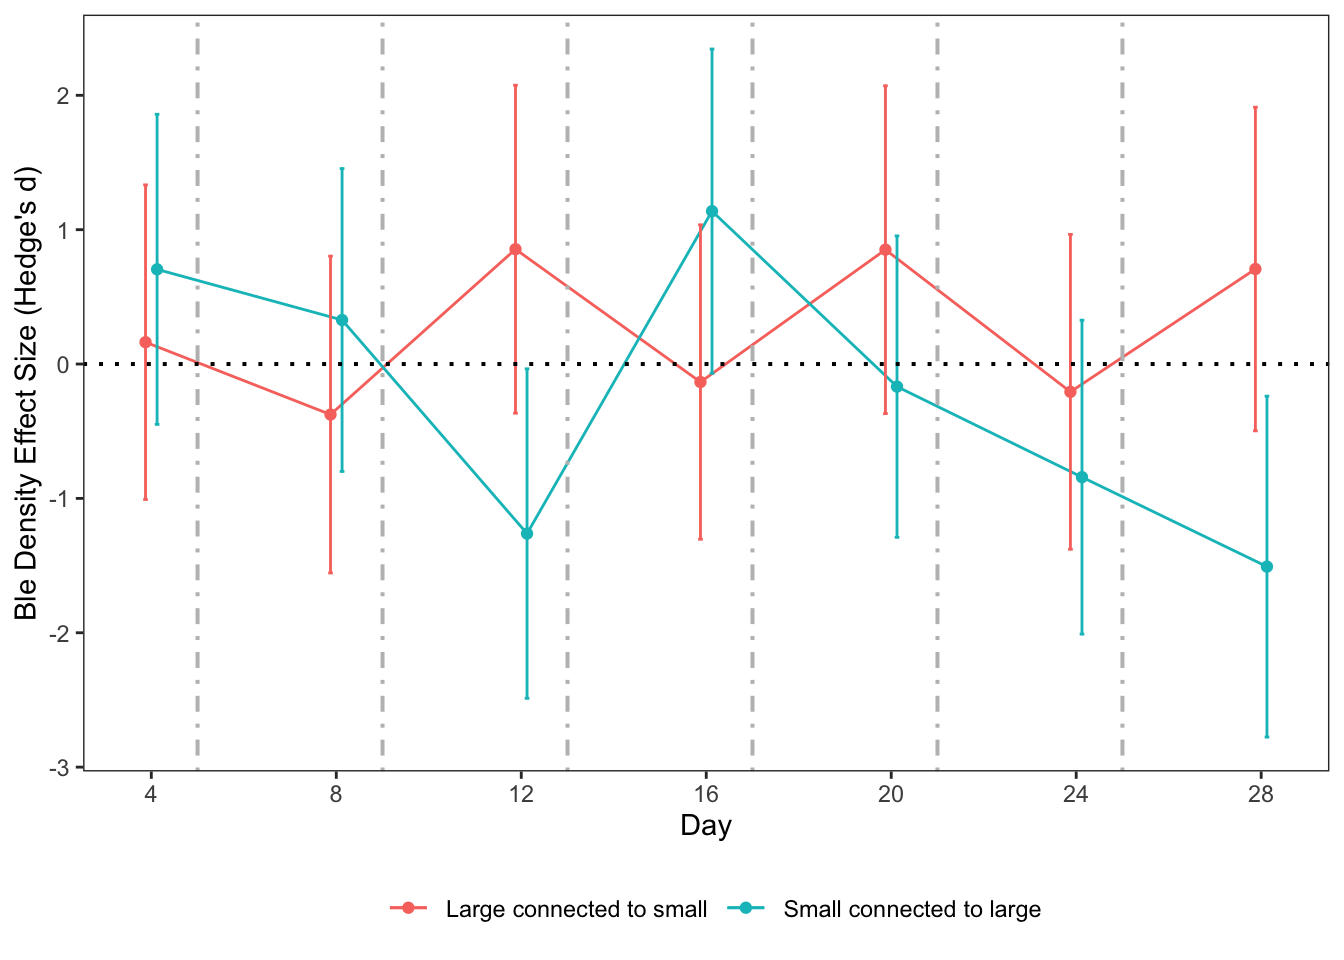 Ble Density Effect Size (Hedge's d)
2
1
0
-1
-2
-3
4 8 12 16 20 24 28
Day
Large connected to small Small connected to large